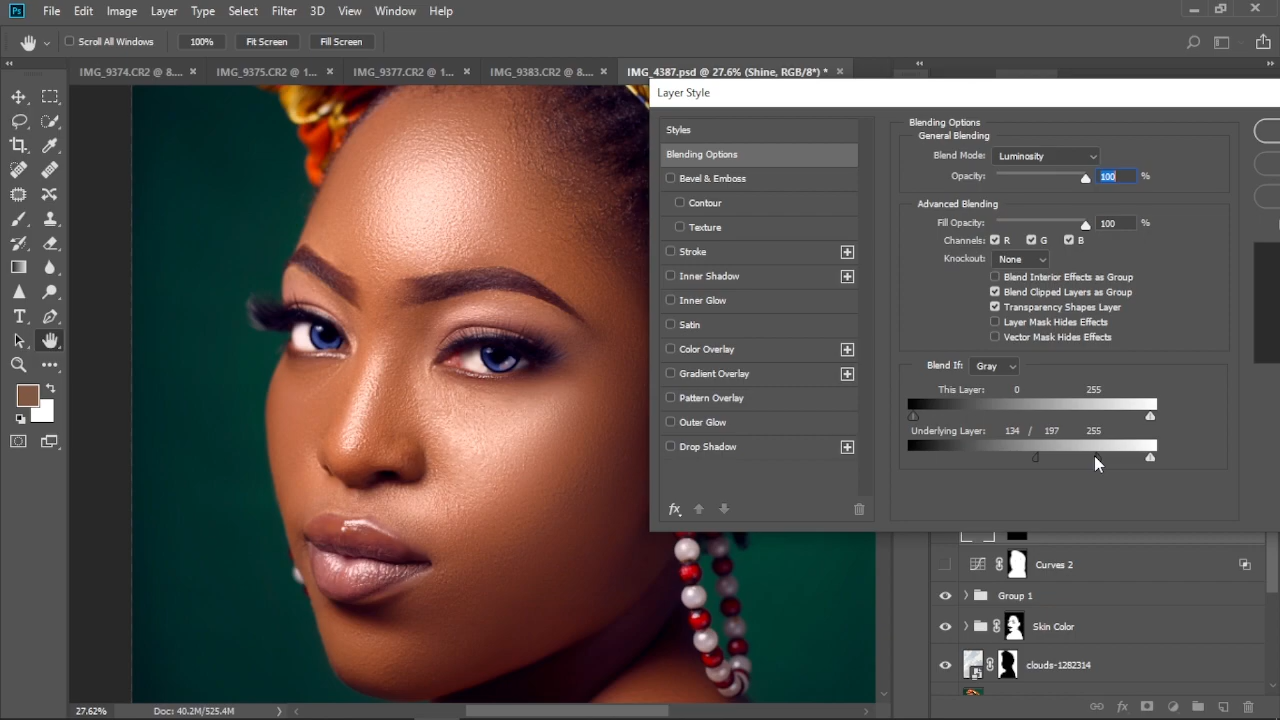 Ps File Edit Image Layer Type Select Filter 3D View Window Help
Scroll All Windows 100% Fit Screen Fill Screen
IMG_9374.CR2 @ 8.... × IMG_9375.CR2 @ 1... × IMG_9377.CR2 @ 1... × IMG_9383.CR2 @ 8... × IMG_4387.psd @ 27.6% (Shine, RGB/8*) * ×
Layer Style
Styles
Blending Options
Bevel & Emboss
Contour
Texture
Stroke
Inner Shadow
Inner Glow
Satin
Color Overlay
Gradient Overlay
Pattern Overlay
Outer Glow
Drop Shadow
fx
Blending Options
General Blending
Blend Mode: Luminosity
Opacity: 100 %
Advanced Blending
Fill Opacity: 100 %
Channels: R G B
Knockout: None
Blend Interior Effects as Group
Blend Clipped Layers as Group
Transparency Shapes Layer
Layer Mask Hides Effects
Vector Mask Hides Effects
Blend If: Gray
This Layer: 0 255
Underlying Layer: 134 / 197 255
Curves 2
Group 1
Skin Color
clouds-1282314
fx
27.62% Doc: 40.2M/525.4M